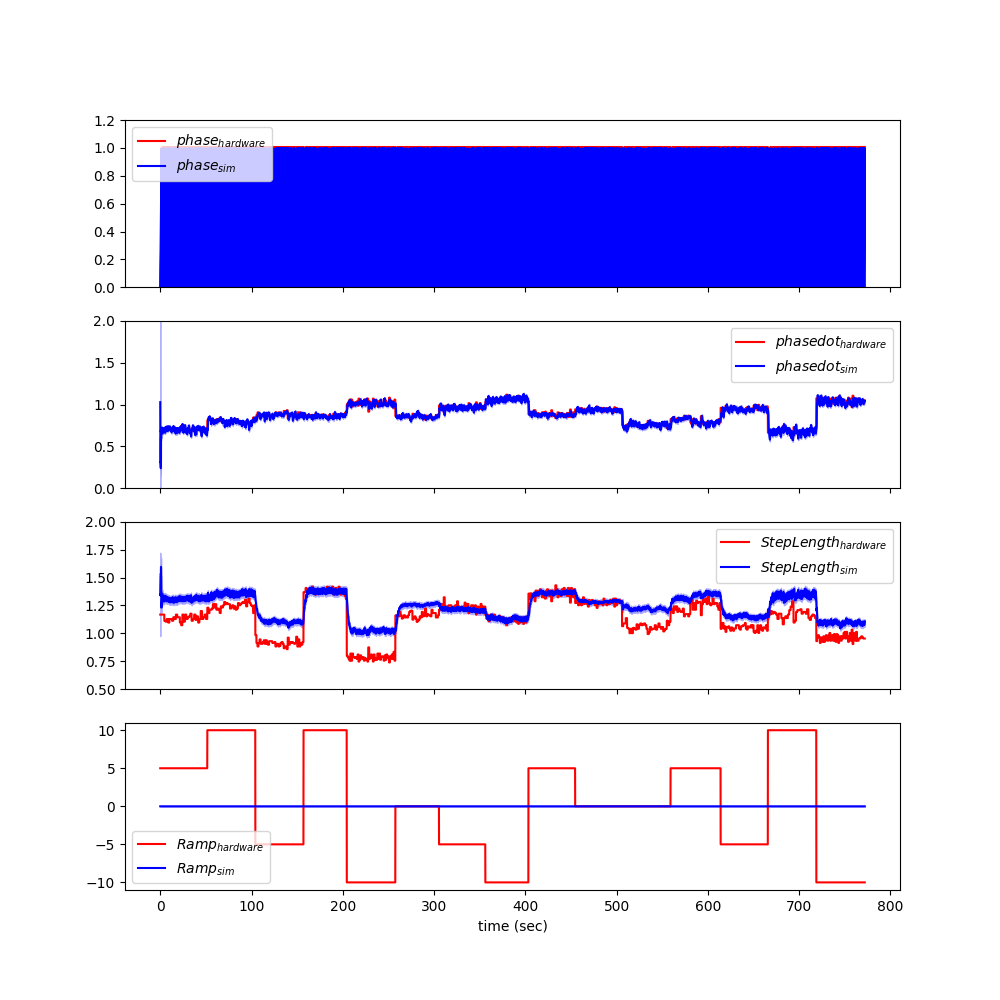 1.2
1.0
0.8
0.6
0.4
0.2
0.0
phase_hardware
phase_sim
2.0
1.5
1.0
0.5
0.0
phasedot_hardware
phasedot_sim
2.00
1.75
1.50
1.25
1.00
0.75
0.50
StepLength_hardware
StepLength_sim
10
5
0
−5
−10
Ramp_hardware
Ramp_sim
0 100 200 300 400 500 600 700 800
time (sec)